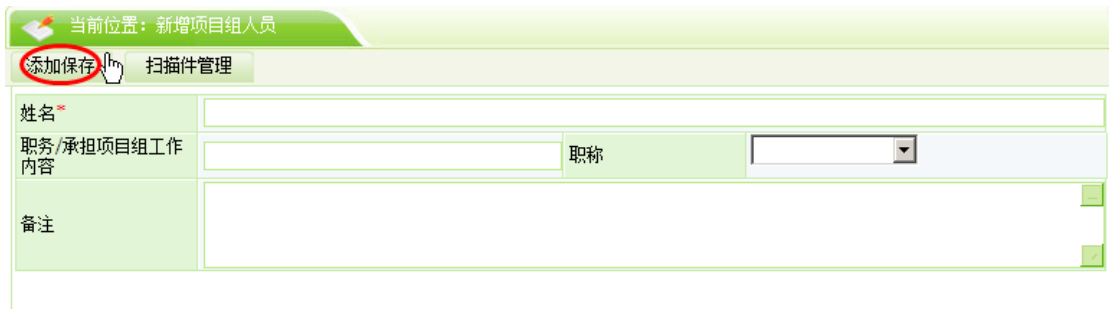 当前位置：新增项目组人员
添加保存 扫描件管理
姓名*
职务/承担项目组工作
内容
职称
备注